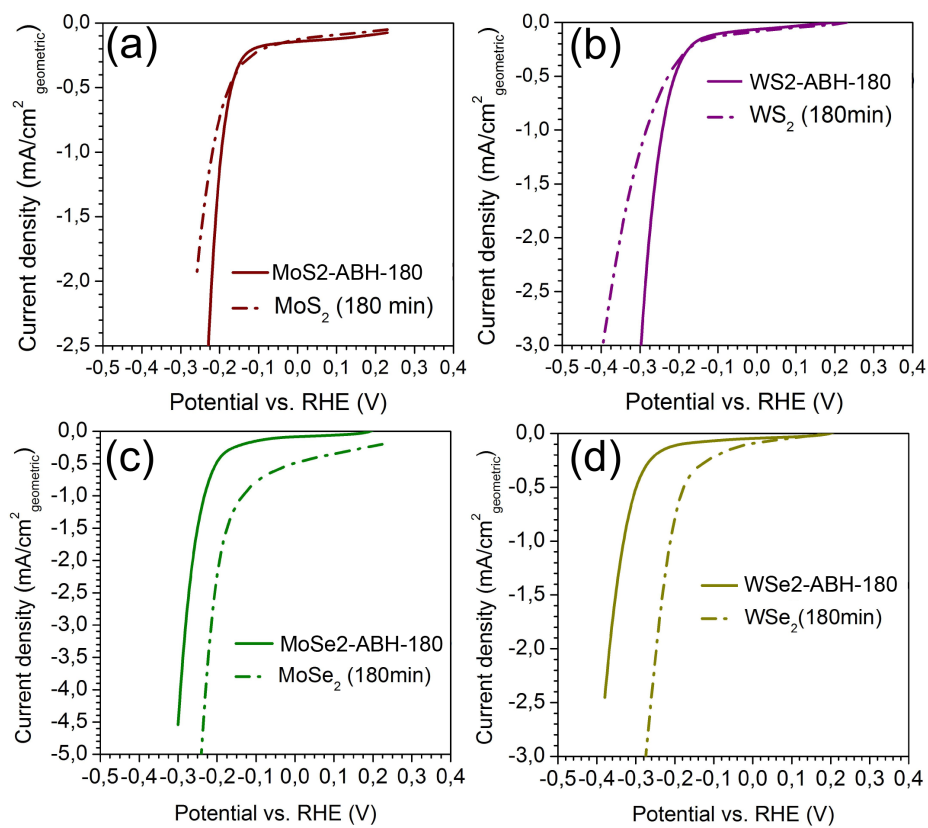 (a)
Current density (mA/cm²geometric)
0,0
-0,5
-1,0
-1,5
-2,0
-2,5
MoS2-ABH-180
MoS₂ (180 min)
-0,5 -0,4 -0,3 -0,2 -0,1 0,0 0,1 0,2 0,3 0,4
Potential vs. RHE (V)
(b)
Current density (mA/cm²geometric)
0,0
-0,5
-1,0
-1,5
-2,0
-2,5
-3,0
WS2-ABH-180
WS₂ (180min)
-0,5 -0,4 -0,3 -0,2 -0,1 0,0 0,1 0,2 0,3 0,4
Potential vs. RHE (V)
(c)
Current density (mA/cm²geometric)
0,0
-0,5
-1,0
-1,5
-2,0
-2,5
-3,0
-3,5
-4,0
-4,5
-5,0
MoSe2-ABH-180
MoSe₂ (180min)
-0,5 -0,4 -0,3 -0,2 -0,1 0,0 0,1 0,2 0,3 0,4
Potential vs. RHE (V)
(d)
Current density (mA/cm²geometric)
0,0
-0,5
-1,0
-1,5
-2,0
-2,5
-3,0
WSe2-ABH-180
WSe₂(180min)
-0,5 -0,4 -0,3 -0,2 -0,1 0,0 0,1 0,2 0,3 0,4
Potential vs. RHE (V)